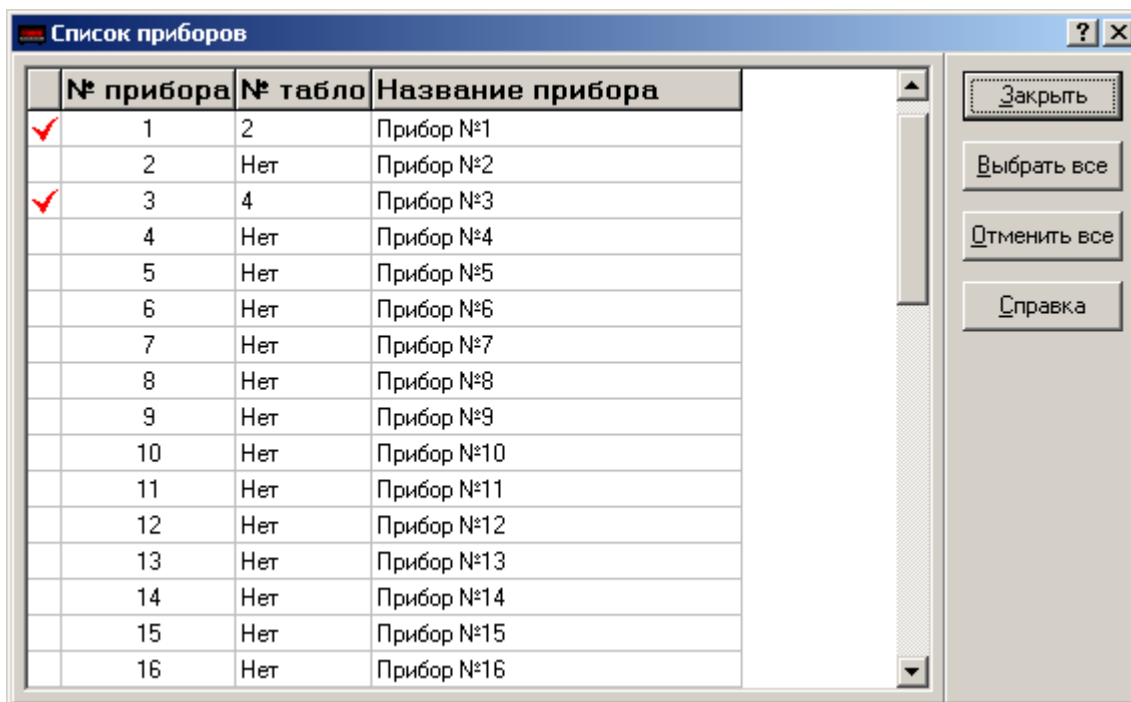 Список приборов
№ прибора № табло Название прибора
1 2 Прибор №1
2 Нет Прибор №2
3 4 Прибор №3
4 Нет Прибор №4
5 Нет Прибор №5
6 Нет Прибор №6
7 Нет Прибор №7
8 Нет Прибор №8
9 Нет Прибор №9
10 Нет Прибор №10
11 Нет Прибор №11
12 Нет Прибор №12
13 Нет Прибор №13
14 Нет Прибор №14
15 Нет Прибор №15
16 Нет Прибор №16
Закрыть
Выбрать все
Отменить все
Справка